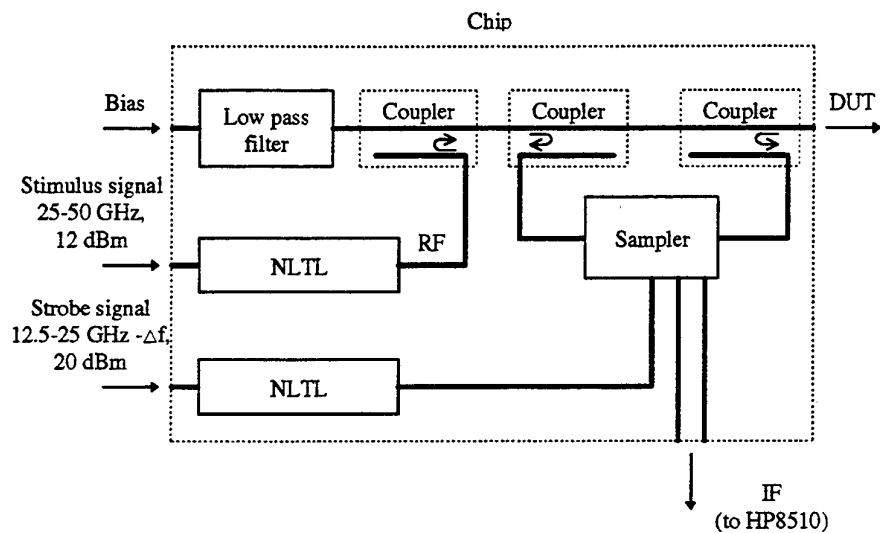 Chip
Bias
Low pass
filter
Coupler
Coupler
Coupler
DUT
Stimulus signal
25-50 GHz,
12 dBm
NLTL
RF
Sampler
Strobe signal
12.5-25 GHz -Δf,
20 dBm
NLTL
IF
(to HP8510)